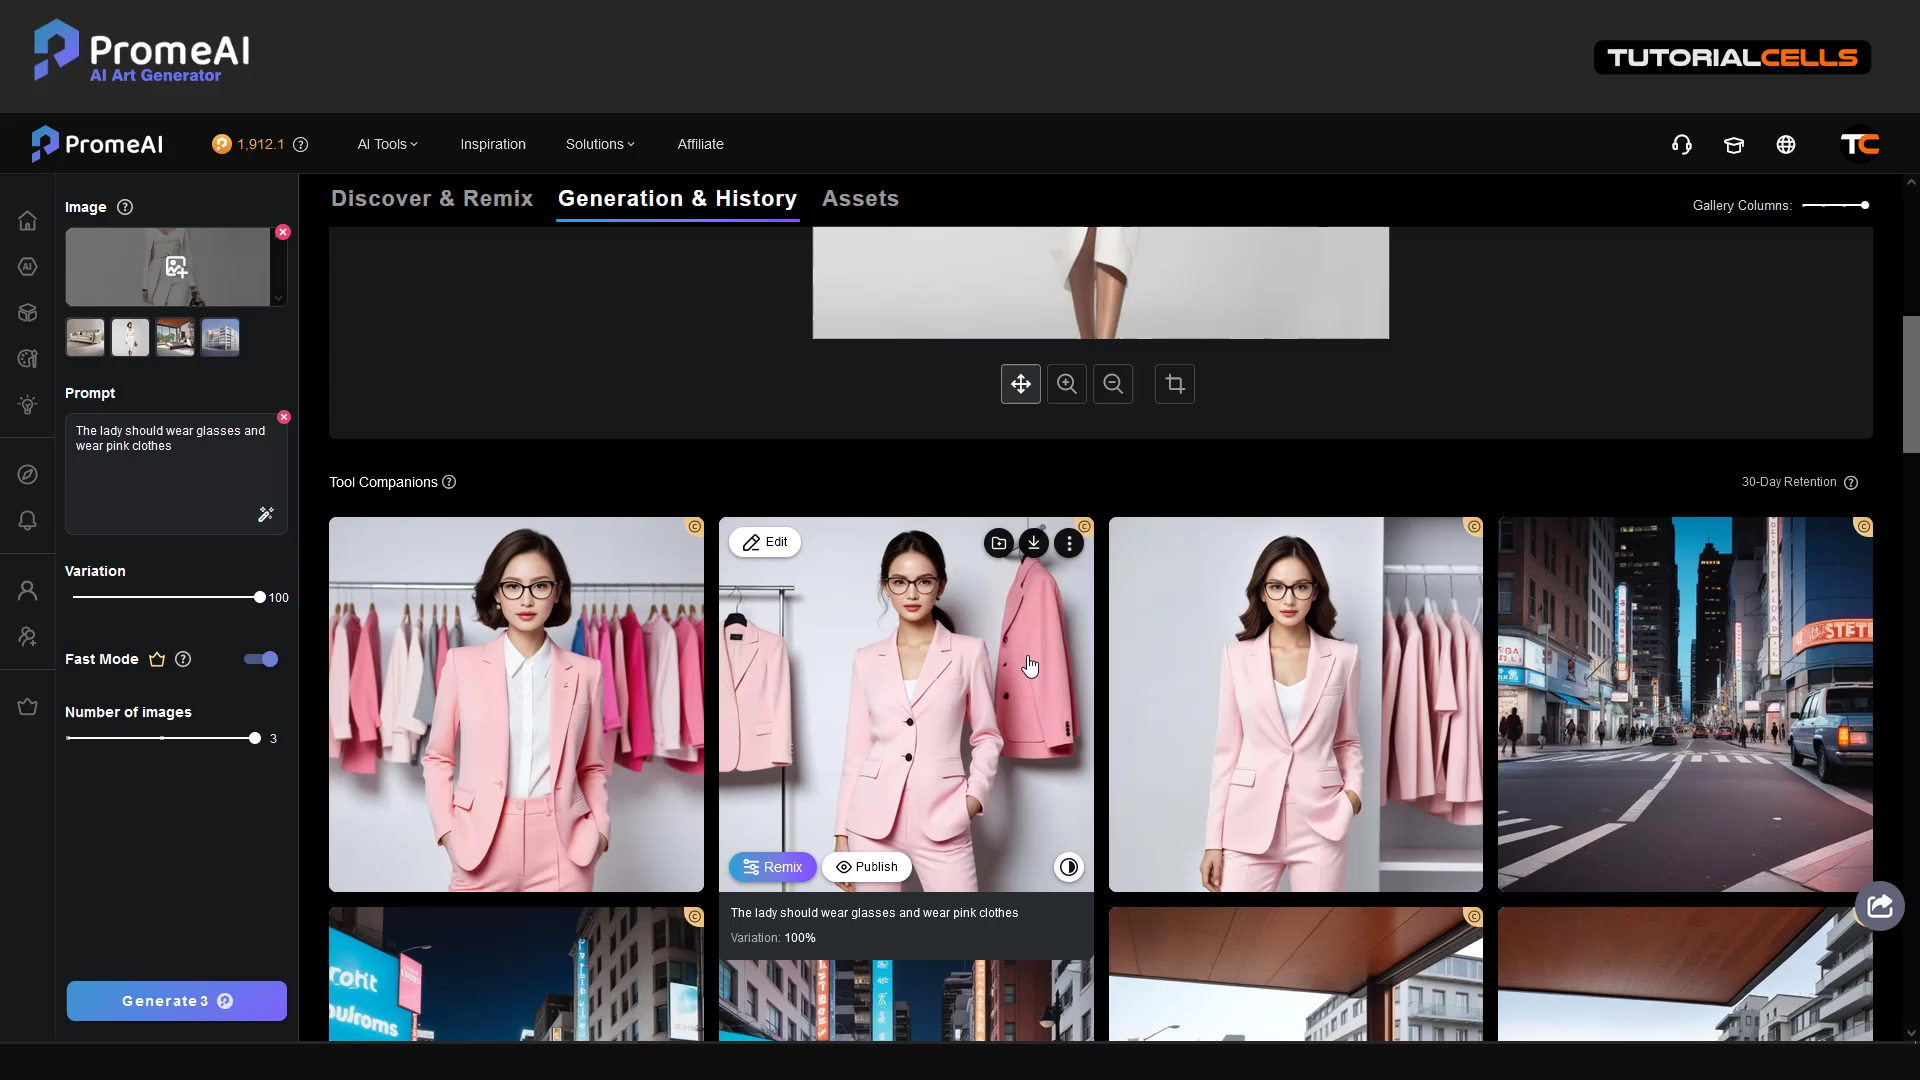 PromeAI
AI Art Generator
TUTORIALCELLS
PromeAI
1,912.1
AI Tools
Inspiration
Solutions
Affiliate
TC
Image
Discover & Remix
Generation & History
Assets
Gallery Columns:
Prompt
The lady should wear glasses and
wear pink clothes
Tool Companions
30-Day Retention
Edit
Variation
100
Fast Mode
Number of images
3
Remix
Publish
The lady should wear glasses and wear pink clothes
Variation: 100%
Generate3